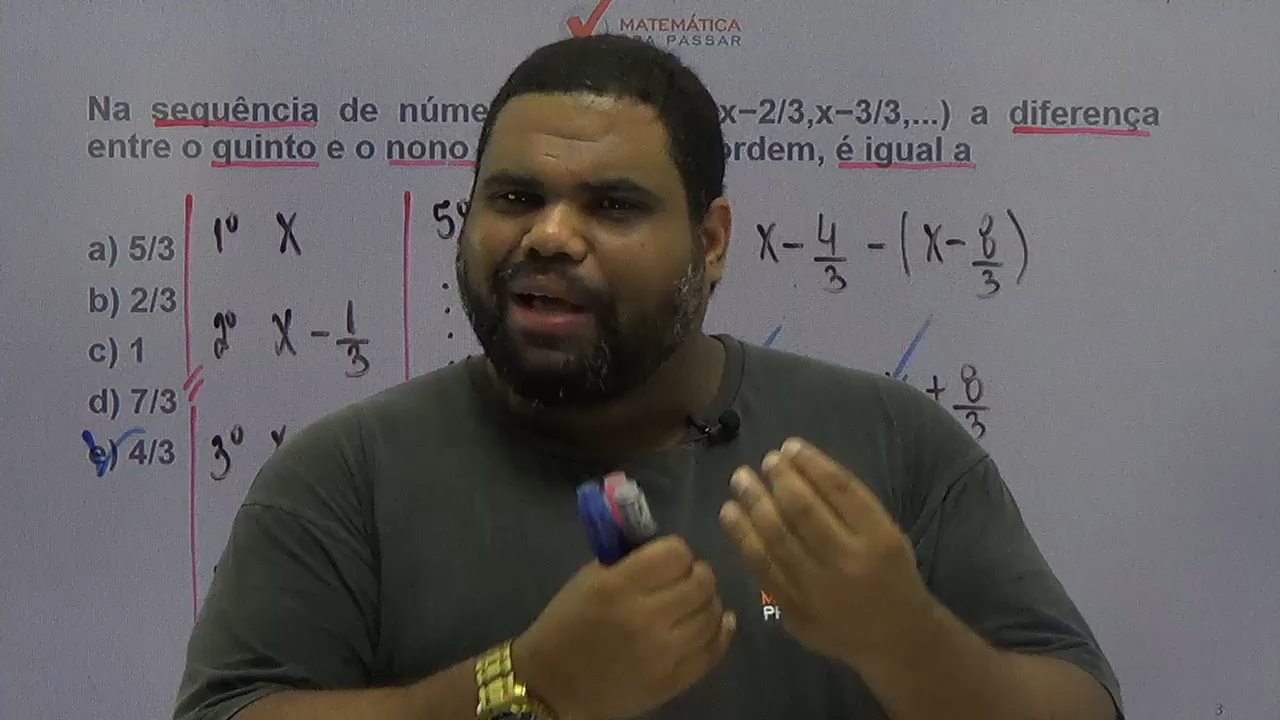 MATEMÁTICA
PASSAR
Na sequência de núme x−2/3,x−3/3,...) a diferença
entre o quinto e o nono ordem, é igual a
a) 5/3
b) 2/3
c) 1
d) 7/3
e) 4/3
1º X
2º X - 1/3
3º
5º
X - 4/3 - (X - 8/3)
+ 8/3
3